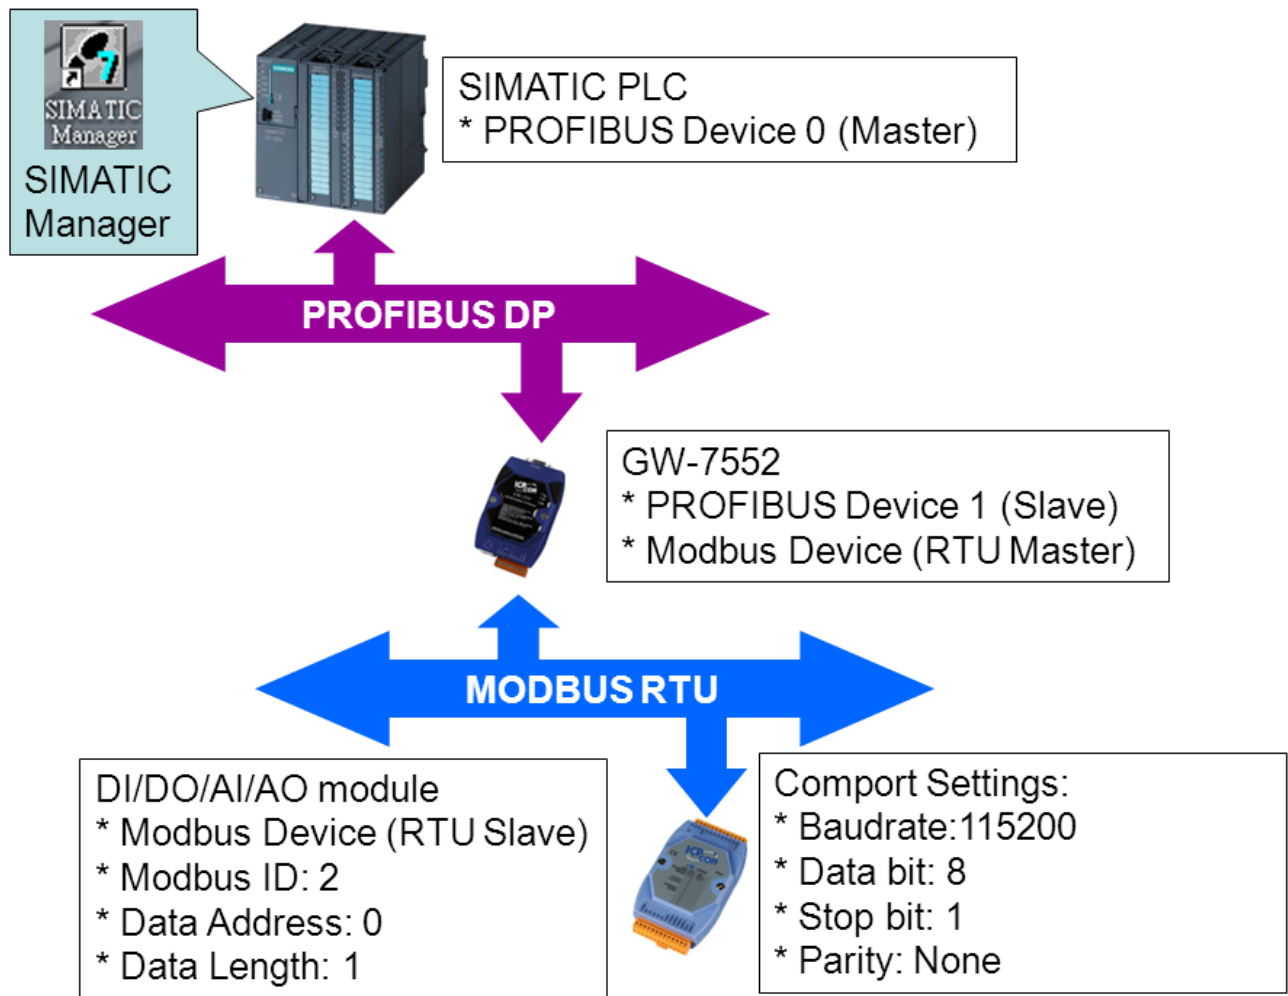 7
SIMATIC
Manager
SIMATIC
Manager
SIEMENS
SIMATIC PLC
* PROFIBUS Device 0 (Master)
PROFIBUS DP
GW-7552
* PROFIBUS Device 1 (Slave)
* Modbus Device (RTU Master)
MODBUS RTU
DI/DO/AI/AO module
* Modbus Device (RTU Slave)
* Modbus ID: 2
* Data Address: 0
* Data Length: 1
Comport Settings:
* Baudrate:115200
* Data bit: 8
* Stop bit: 1
* Parity: None